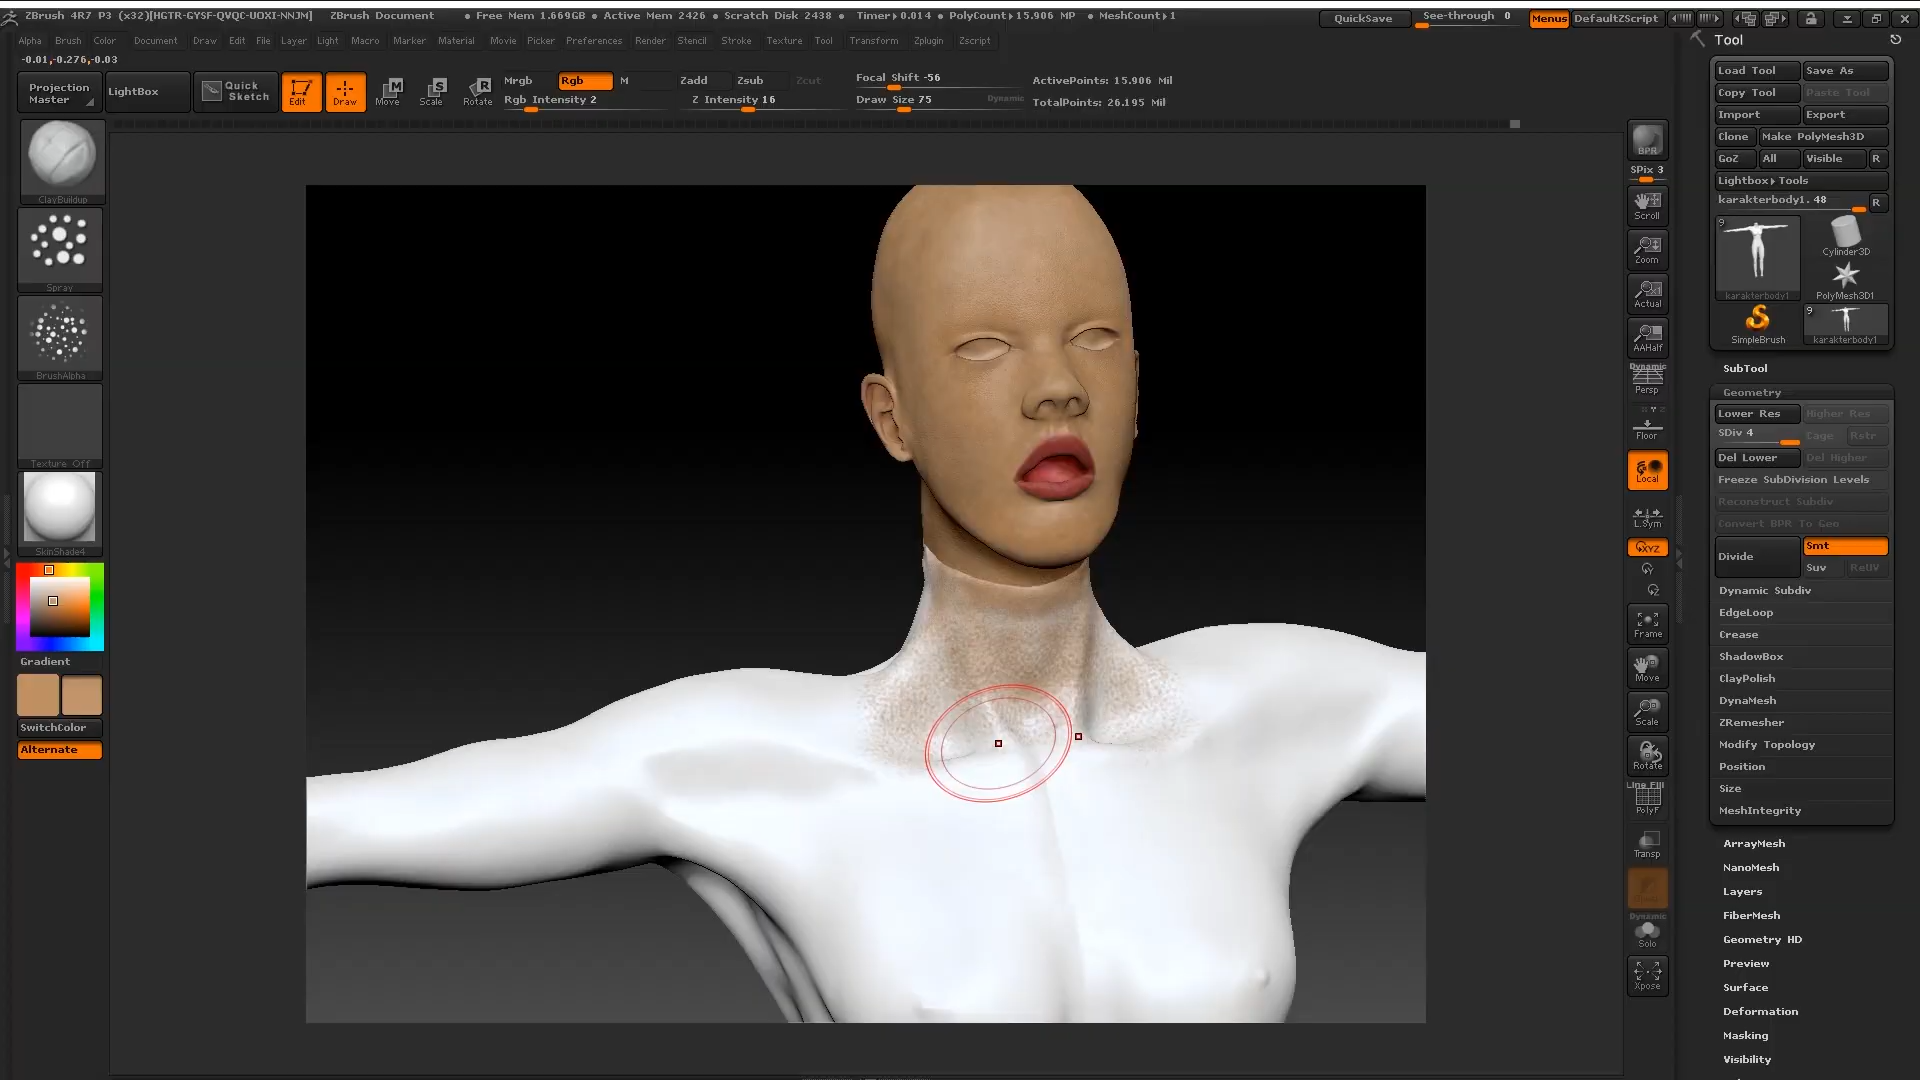 ZBrush 4R7 P3 (x32)[HGTR-GYSF-QVQC-UOXI-NNJM] ZBrush Document • Free Mem 1.669GB • Active Mem 2426 • Scratch Disk 2438 • Timer▸0.014 • PolyCount▸15.906 MP • MeshCount▸1 QuickSave See-through 0 Menus DefaultZScript
Alpha Brush Color Document Draw Edit File Layer Light Macro Marker Material Movie Picker Preferences Render Stencil Stroke Texture Tool Transform Zplugin Zscript
-0.01,-0.276,-0.03
Projection Master
LightBox
Quick Sketch
Edit
Draw
Move
Scale
Rotate
Mrgb Rgb M
Rgb Intensity 2
Zadd Zsub Zcut
Z Intensity 16
Focal Shift -56
Draw Size 75 Dynamic
ActivePoints: 15.906 Mil
TotalPoints: 26.195 Mil
ClayBuildup
Spray
BrushAlpha
Texture Off
SkinShade4
Gradient
SwitchColor
Alternate
BPR
SPix 3
Scroll
Zoom
Actual
AAHalf
Dynamic
Persp
Floor
Local
L.Sym
XYZ
Frame
Move
Scale
Rotate
Line Fill
PolyF
Transp
Dynamic
Solo
Xpose
Tool
Load Tool Save As
Copy Tool Paste Tool
Import Export
Clone Make PolyMesh3D
GoZ All Visible R
Lightbox▸Tools
karakterbody1. 48 R
9
karakterbody1
Cylinder3D
PolyMesh3D1
SimpleBrush
9
karakterbody1
SubTool
Geometry
Lower Res Higher Res
SDiv 4 Cage Rstr
Del Lower Del Higher
Freeze SubDivision Levels
Reconstruct Subdiv
Convert BPR To Geo
Divide Smt
Suv ReUV
Dynamic Subdiv
EdgeLoop
Crease
ShadowBox
ClayPolish
DynaMesh
ZRemesher
Modify Topology
Position
Size
MeshIntegrity
ArrayMesh
NanoMesh
Layers
FiberMesh
Geometry HD
Preview
Surface
Deformation
Masking
Visibility